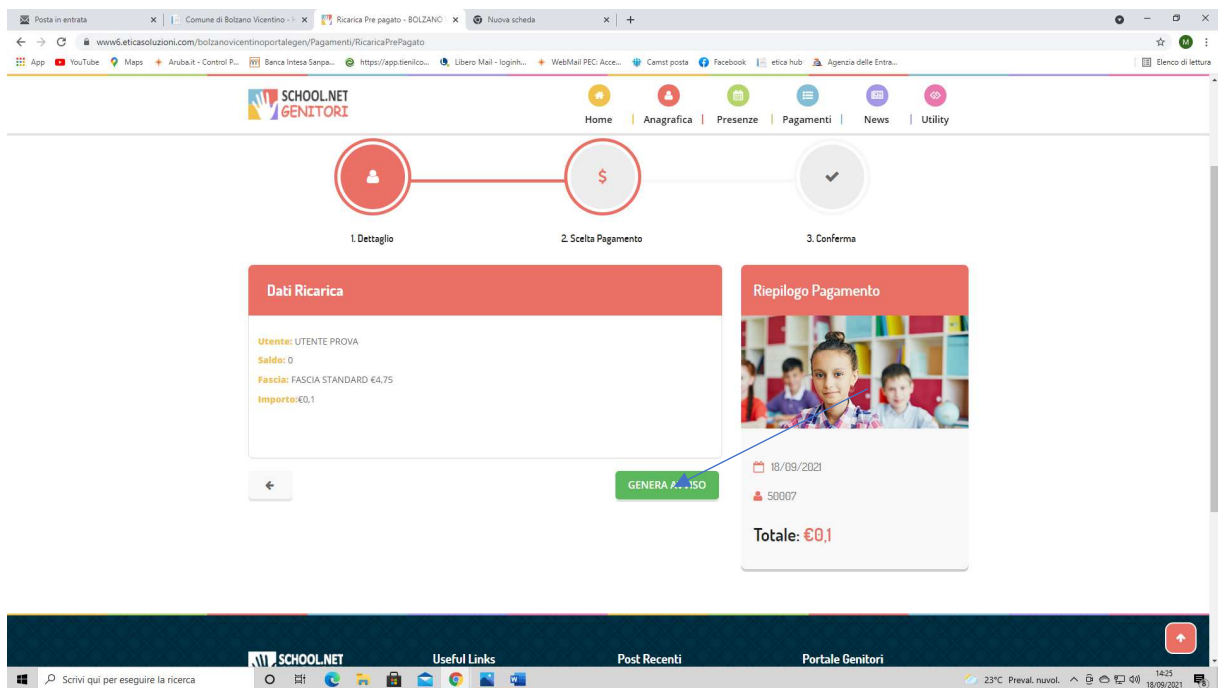 Posta in entrata
Comune di Bolzano Vicentino -
Ricarica Pre pagato - BOLZANO
Nuova scheda
www6.eticasoluzioni.com/bolzanovicentinoportalegen/Pagamenti/RicaricaPrePagato
App YouTube Maps Aruba.it - Control P... Banca Intesa Sanpa... https://app.tienilco... Libero Mail - loginh... WebMail PEC: Acce... Camst posta Facebook etica hub Agenzia delle Entra... Elenco di lettura
SCHOOL.NET
GENITORI
Home Anagrafica Presenze Pagamenti News Utility
1. Dettaglio
2. Scelta Pagamento
3. Conferma
Dati Ricarica
Utente: UTENTE PROVA
Saldo: 0
Fascia: FASCIA STANDARD €4,75
Importo:€0,1
GENERA
Riepilogo Pagamento
18/09/2021
50007
Totale: €0,1
SCHOOL.NET
Useful Links
Post Recenti
Portale Genitori
Scrivi qui per eseguire la ricerca
23°C Preval. nuvol.
14:25
18/09/2021